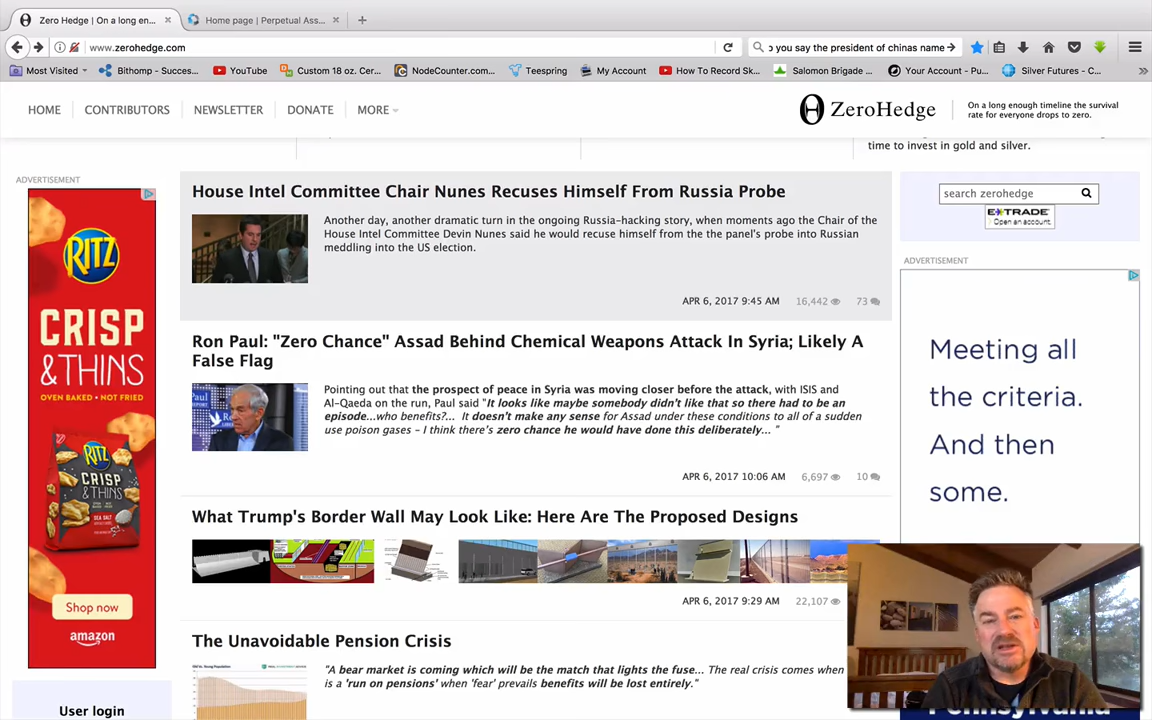 Zero Hedge | On a long en...
Home page | Perpetual Ass...
www.zerohedge.com
o you say the president of chinas name
Most Visited
Bithomp - Succes...
YouTube
Custom 18 oz. Cer...
NodeCounter.com...
Teespring
My Account
How To Record Sk...
Salomon Brigade ...
Your Account - Pu...
Silver Futures - C...
HOME
CONTRIBUTORS
NEWSLETTER
DONATE
MORE
ZeroHedge
On a long enough timeline the survival
rate for everyone drops to zero.
time to invest in gold and silver.
ADVERTISEMENT
RITZ
CRISP
& THINS
OVEN BAKED • NOT FRIED
RITZ
CRISP
& THINS
Shop now
amazon
User login
House Intel Committee Chair Nunes Recuses Himself From Russia Probe
Another day, another dramatic turn in the ongoing Russia-hacking story, when moments ago the Chair of the
House Intel Committee Devin Nunes said he would recuse himself from the the panel's probe into Russian
meddling into the US election.
APR 6, 2017 9:45 AM
16,442
73
Ron Paul: "Zero Chance" Assad Behind Chemical Weapons Attack In Syria; Likely A
False Flag
Pointing out that the prospect of peace in Syria was moving closer before the attack, with ISIS and
Al-Qaeda on the run, Paul said "It looks like maybe somebody didn't like that so there had to be an
episode...who benefits?... It doesn't make any sense for Assad under these conditions to all of a sudden
use poison gases – I think there's zero chance he would have done this deliberately... "
APR 6, 2017 10:06 AM
6,697
10
What Trump's Border Wall May Look Like: Here Are The Proposed Designs
APR 6, 2017 9:29 AM
22,107
The Unavoidable Pension Crisis
"A bear market is coming which will be the match that lights the fuse... The real crisis comes when
is a 'run on pensions' when 'fear' prevails benefits will be lost entirely."
search zerohedge
E*TRADE
Open an account
ADVERTISEMENT
Meeting all
the criteria.
And then
some.